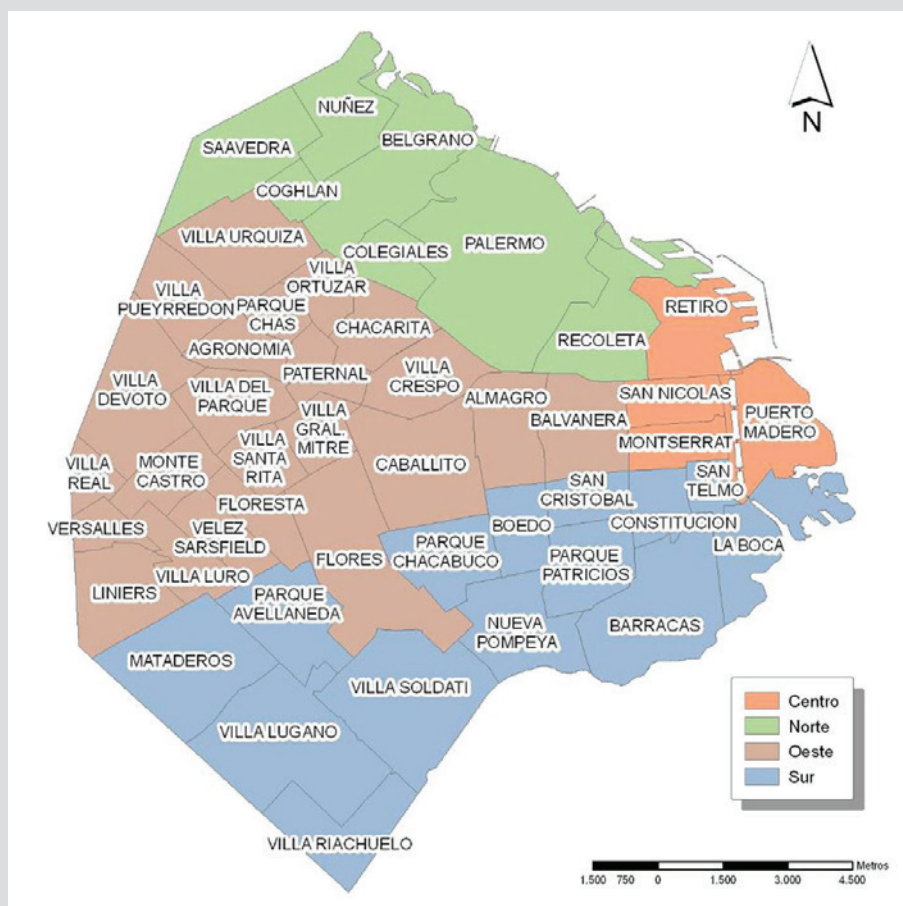 NUÑEZ
SAAVEDRA
BELGRANO
COGHLAN
VILLA URQUIZA
COLEGIALES
PALERMO
VILLA
ORTUZAR
VILLA
PUEYRREDON
PARQUE
CHAS
CHACARITA
RETIRO
RECOLETA
AGRONOMIA
PATERNAL
VILLA
CRESPO
VILLA
DEVOTO
VILLA DEL
PARQUE
ALMAGRO
SAN NICOLAS
BALVANERA
PUERTO
MADERO
VILLA
GRAL.
MITRE
MONTSERRAT
VILLA
SANTA
RITA
VILLA
REAL
MONTE
CASTRO
CABALLITO
SAN
TELMO
SAN
CRISTOBAL
FLORESTA
VERSALLES
VELEZ
SARSFIELD
BOEDO
CONSTITUCION
LA BOCA
PARQUE
CHACABUCO
FLORES
PARQUE
PATRICIOS
VILLA LURO
LINIERS
PARQUE
AVELLANEDA
NUEVA
POMPEYA
BARRACAS
MATADEROS
VILLA SOLDATI
VILLA LUGANO
VILLA RIACHUELO
N
Centro
Norte
Oeste
Sur
Metros
1.500 750 0 1.500 3.000 4.500